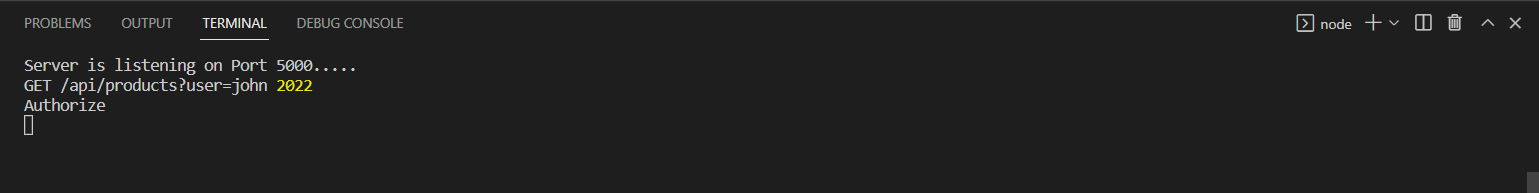 PROBLEMS OUTPUT TERMINAL DEBUG CONSOLE node
Server is listening on Port 5000.....
GET /api/products?user=john 2022
Authorize